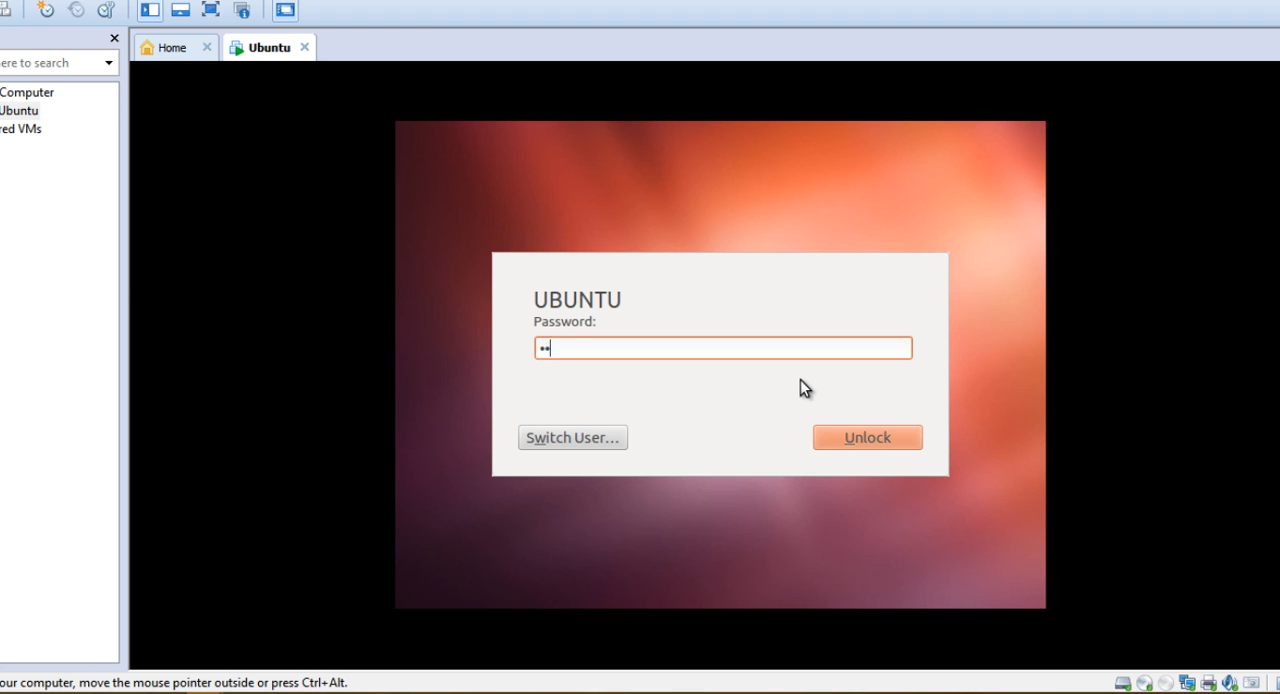 Home
Ubuntu
ere to search
Computer
Ubuntu
red VMs
UBUNTU
Password:
Switch User...
Unlock
our computer, move the mouse pointer outside or press Ctrl+Alt.